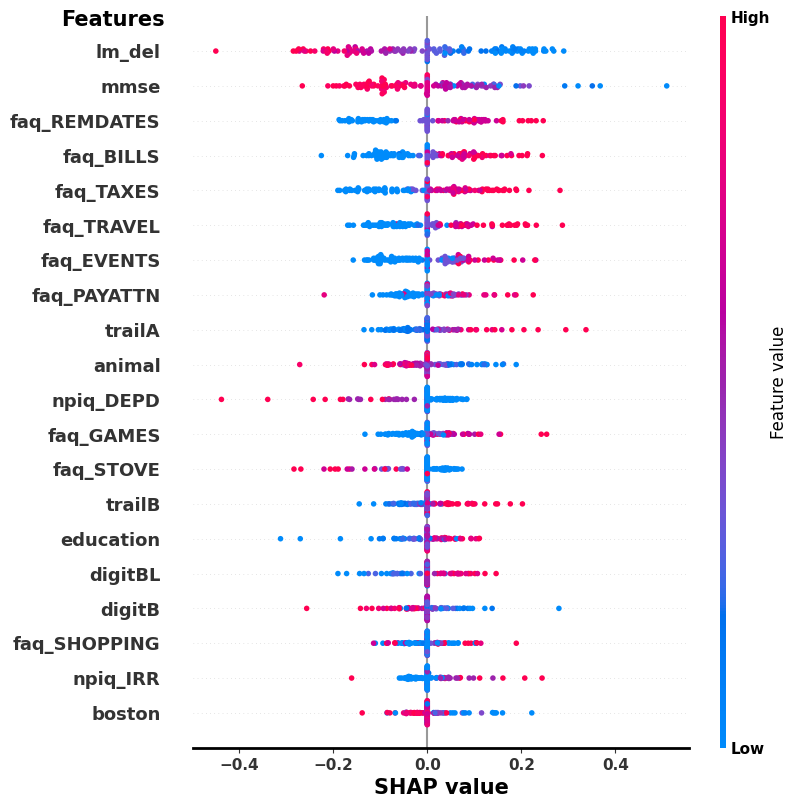 Features
High
lm_del
mmse
faq_REMDATES
faq_BILLS
faq_TAXES
faq_TRAVEL
faq_EVENTS
faq_PAYATTN
trailA
animal
npiq_DEPD
faq_GAMES
faq_STOVE
trailB
education
digitBL
digitB
faq_SHOPPING
npiq_IRR
boston
Feature value
Low
−0.4 −0.2 0.0 0.2 0.4
SHAP value